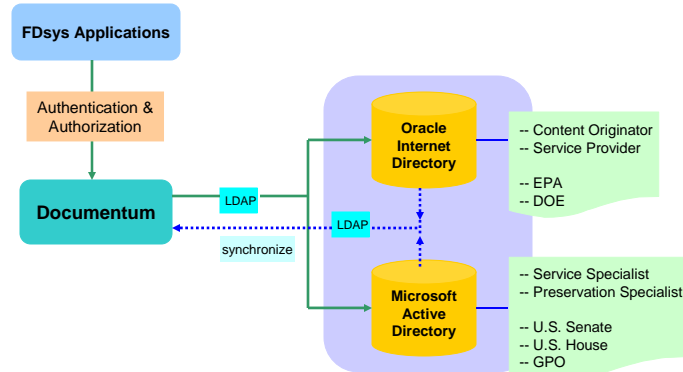 FDsys Applications
Authentication &
Authorization
Documentum
LDAP
LDAP
synchronize
Oracle
Internet
Directory
-- Content Originator
-- Service Provider
-- EPA
-- DOE
Microsoft
Active
Directory
-- Service Specialist
-- Preservation Specialist
-- U.S. Senate
-- U.S. House
-- GPO